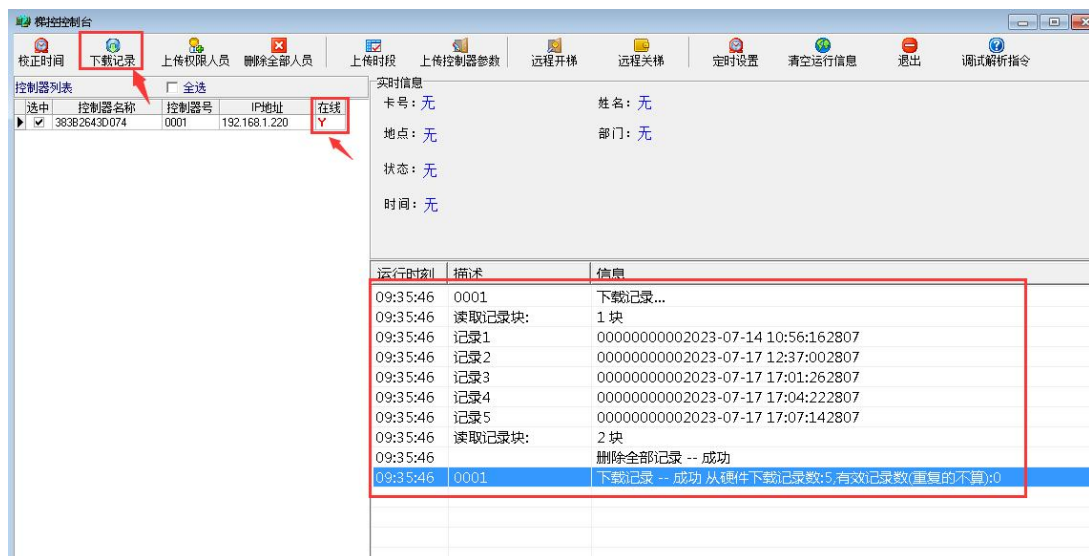 梯控控制台
校正时间 下载记录 上传权限人员 删除全部人员 上传时段 上传控制器参数 远程开梯 远程关梯 定时设置 清空运行信息 退出 调试解析指令
控制器列表 全选
选中 控制器名称 控制器号 IP地址 在线
383B2643D074 0001 192.168.1.220 Y
实时信息
卡号: 无 姓名: 无
地点: 无 部门: 无
状态: 无
时间: 无
运行时刻 描述 信息
09:35:46 0001 下载记录...
09:35:46 读取记录块: 1 块
09:35:46 记录1 00000000002023-07-14 10:56:162807
09:35:46 记录2 00000000002023-07-17 12:37:002807
09:35:46 记录3 00000000002023-07-17 17:01:262807
09:35:46 记录4 00000000002023-07-17 17:04:222807
09:35:46 记录5 00000000002023-07-17 17:07:142807
09:35:46 读取记录块: 2 块
09:35:46 删除全部记录 -- 成功
09:35:46 0001 下载记录 -- 成功 从硬件下载记录数:5,有效记录数(重复的不算):0